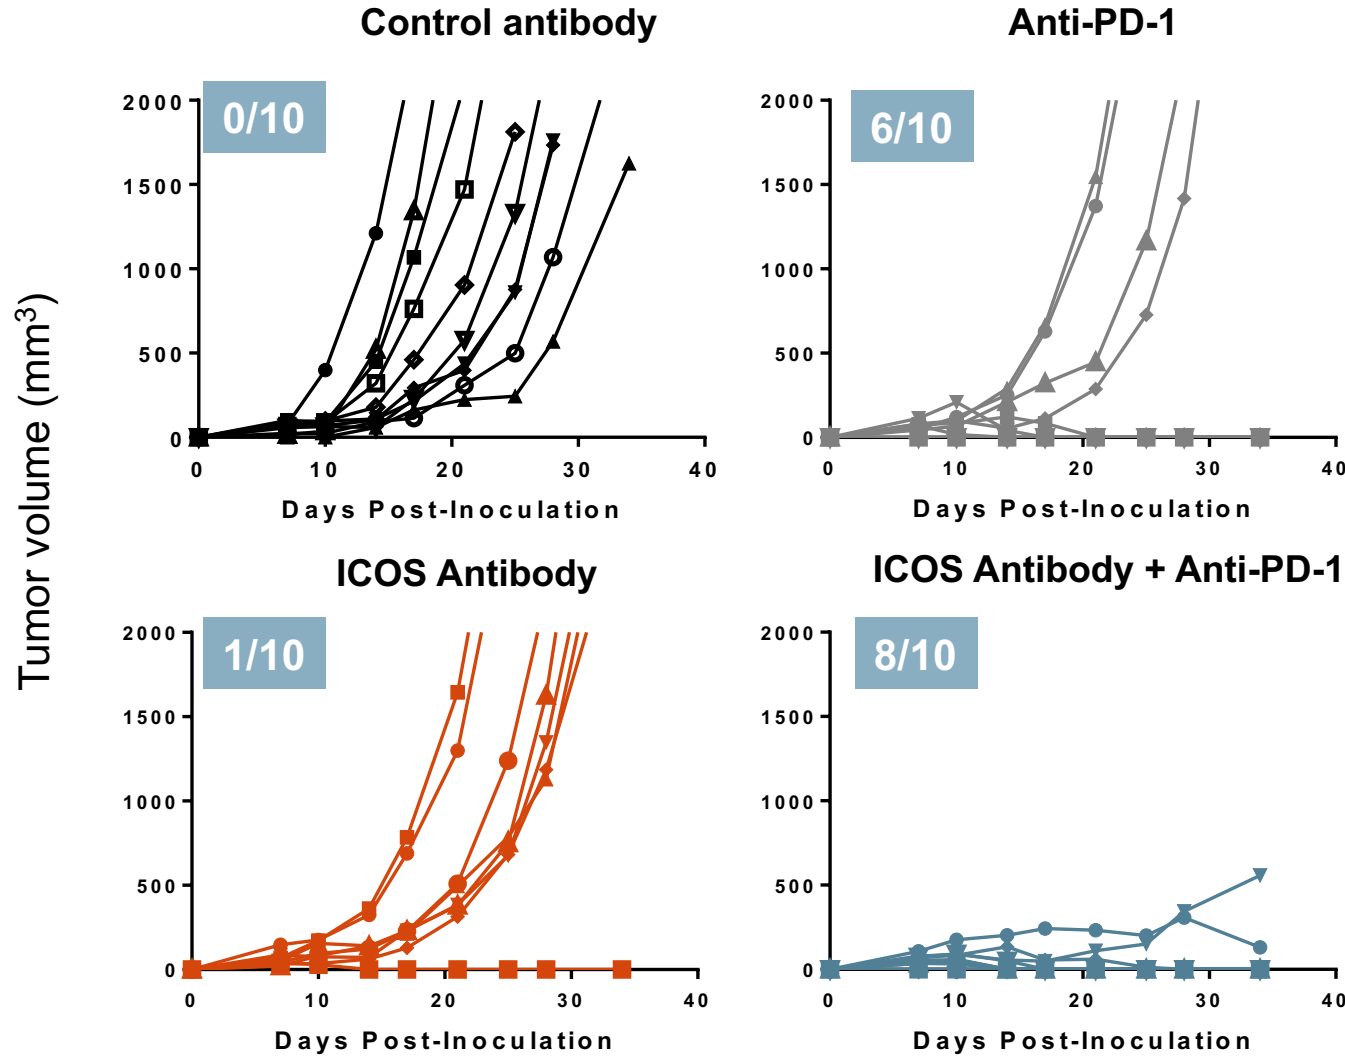 Control antibody
Anti-PD-1
0/10
6/10
2000
1500
1000
500
0
0 10 20 30 40
Days Post-Inoculation
2000
1500
1000
500
0
0 10 20 30 40
Days Post-Inoculation
Tumor volume (mm³)
ICOS Antibody
ICOS Antibody + Anti-PD-1
1/10
8/10
2000
1500
1000
500
0
0 10 20 30 40
Days Post-Inoculation
2000
1500
1000
500
0
0 10 20 30 40
Days Post-Inoculation